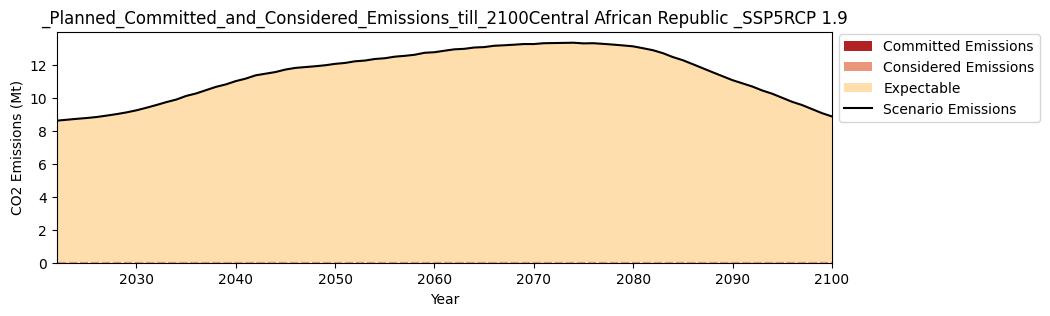 _Planned_Committed_and_Considered_Emissions_till_2100Central African Republic _SSP5RCP 1.9
CO2 Emissions (Mt)
12
10
8
6
4
2
0
2030 2040 2050 2060 2070 2080 2090 2100
Year
Committed Emissions
Considered Emissions
Expectable
Scenario Emissions